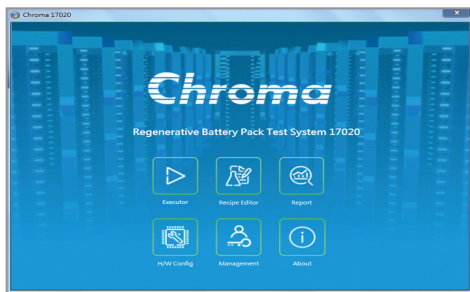 Chroma 17020
Chroma
Regenerative Battery Pack Test System 17020
Executor
Recipe Editor
Report
H/W Config
Management
About